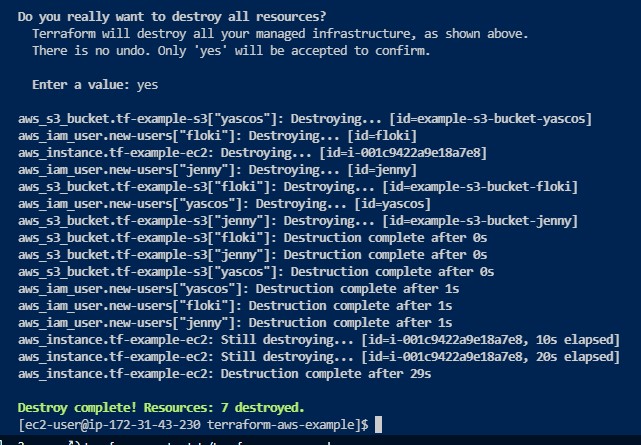 Do you really want to destroy all resources?
Terraform will destroy all your managed infrastructure, as shown above.
There is no undo. Only 'yes' will be accepted to confirm.
Enter a value: yes
aws_s3_bucket.tf-example-s3["yascos"]: Destroying... [id=example-s3-bucket-yascos]
aws_iam_user.new-users["floki"]: Destroying... [id=floki]
aws_instance.tf-example-ec2: Destroying... [id=i-001c9422a9e18a7e8]
aws_iam_user.new-users["jenny"]: Destroying... [id=jenny]
aws_s3_bucket.tf-example-s3["floki"]: Destroying... [id=example-s3-bucket-floki]
aws_iam_user.new-users["yascos"]: Destroying... [id=yascos]
aws_s3_bucket.tf-example-s3["jenny"]: Destroying... [id=example-s3-bucket-jenny]
aws_s3_bucket.tf-example-s3["floki"]: Destruction complete after 0s
aws_s3_bucket.tf-example-s3["jenny"]: Destruction complete after 0s
aws_s3_bucket.tf-example-s3["yascos"]: Destruction complete after 0s
aws_iam_user.new-users["yascos"]: Destruction complete after 1s
aws_iam_user.new-users["floki"]: Destruction complete after 1s
aws_iam_user.new-users["jenny"]: Destruction complete after 1s
aws_instance.tf-example-ec2: Still destroying... [id=i-001c9422a9e18a7e8, 10s elapsed]
aws_instance.tf-example-ec2: Still destroying... [id=i-001c9422a9e18a7e8, 20s elapsed]
aws_instance.tf-example-ec2: Destruction complete after 29s
Destroy complete! Resources: 7 destroyed.
[ec2-user@ip-172-31-43-230 terraform-aws-example]$